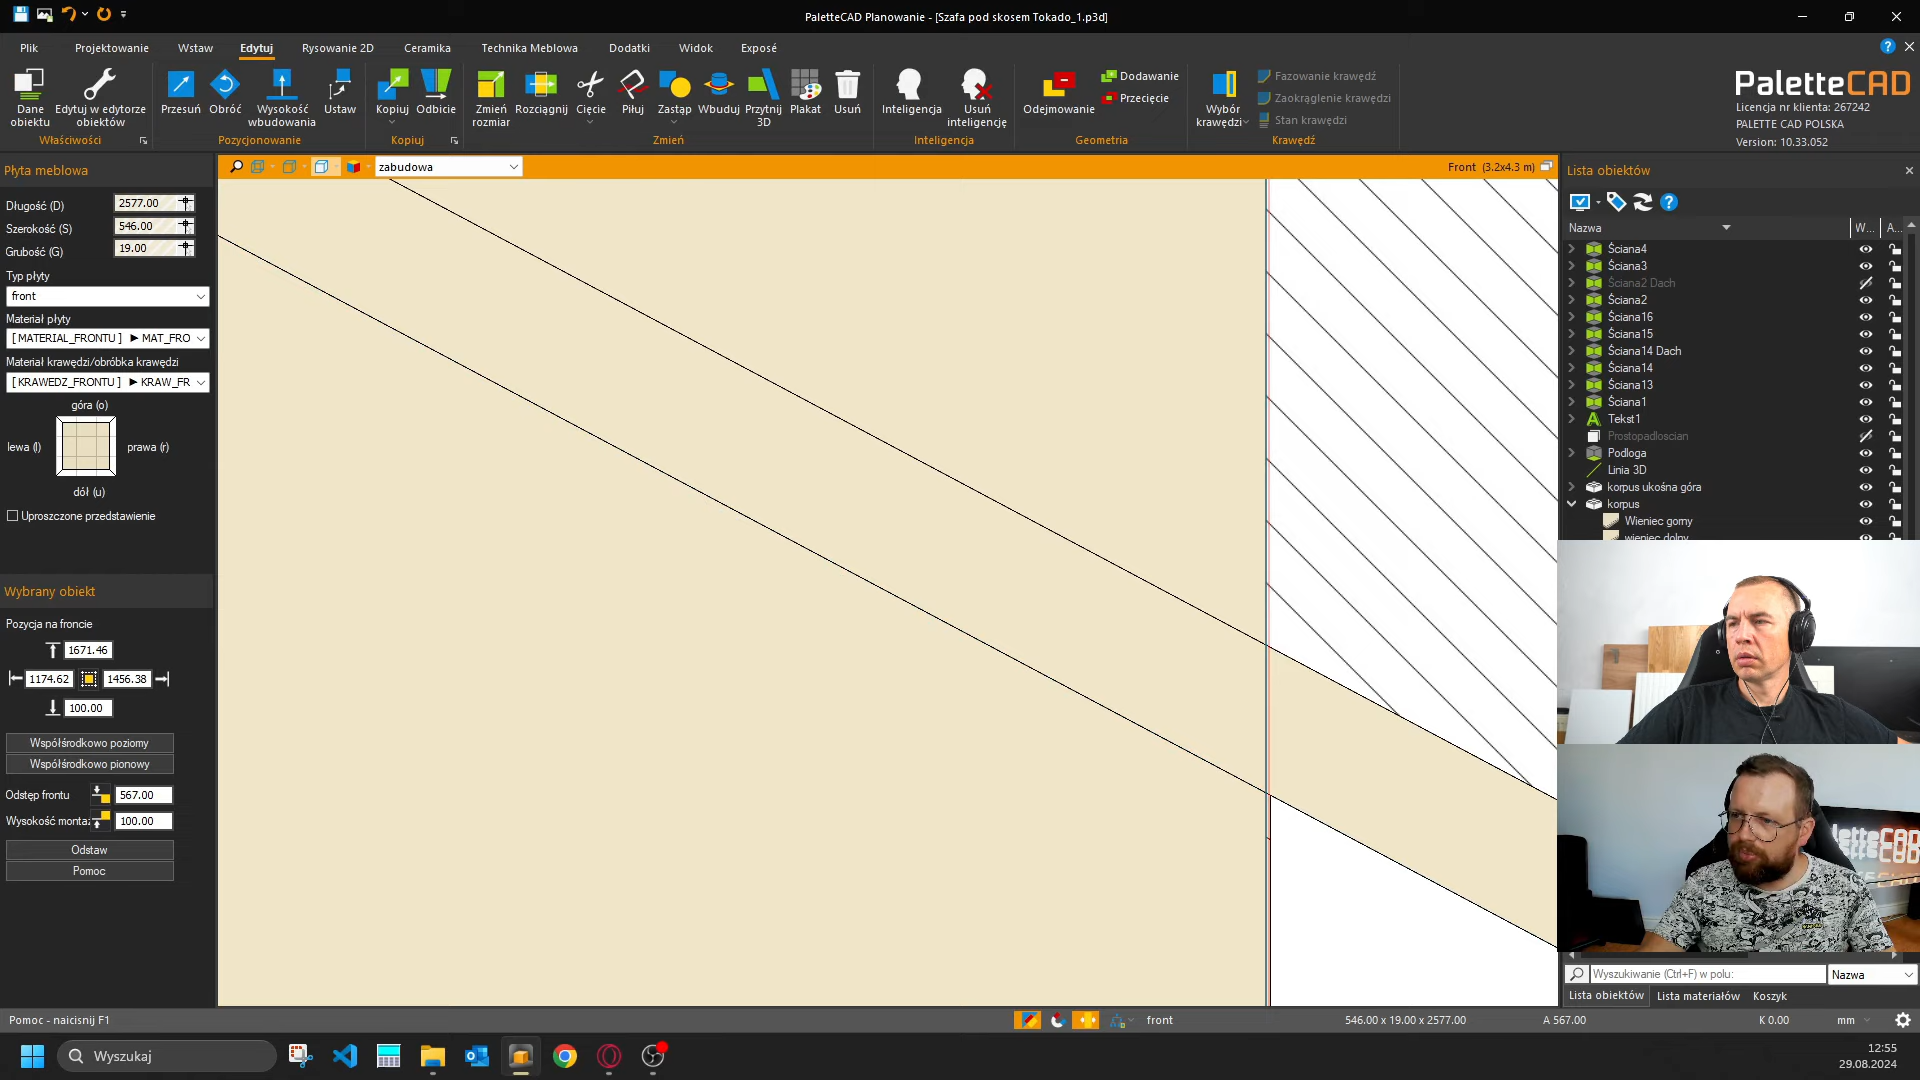 PaletteCAD Planowanie - [Szafa pod skosem Tokado_1.p3d]
Plik Projektowanie Wstaw Edytuj Rysowanie 2D Ceramika Technika Meblowa Dodatki Widok Exposé
Dane obiektu
Edytuj w edytorze obiektów
Przesuń
Obróć
Wysokość wbudowania
Ustaw
Kopiuj
Odbicie
Zmień rozmiar
Rozciągnij
Cięcie
Piłuj
Zastąp
Wbuduj
Przytnij 3D
Plakat
Usuń
Inteligencja
Usuń inteligencję
Odejmowanie
Dodawanie
Przecięcie
Wybór krawędzi
Fazowanie krawędź
Zaokrąglenie krawędzi
Stan krawędzi
Właściwości Pozycjonowanie Kopiuj Zmień Inteligencja Geometria Krawędź
PaletteCAD
Licencja nr klienta: 267242
PALETTE CAD POLSKA
Version: 10.33.052
Płyta meblowa
Długość (D) 2577.00
Szerokość (S) 546.00
Grubość (G) 19.00
Typ płyty
front
Materiał płyty
[ MATERIAL_FRONTU ] ► MAT_FRO
Materiał krawędzi/obróbka krawędzi
[ KRAWEDZ_FRONTU ] ► KRAW_FR
góra (o)
lewa (l) prawa (r)
dół (u)
Uproszczone przedstawienie
Wybrany obiekt
Pozycja na froncie
1671.46
1174.62 1456.38
100.00
Współśrodkowo poziomy
Współśrodkowo pionowy
Odstęp frontu 567.00
Wysokość monta 100.00
Odstaw
Pomoc
zabudowa
Front (3.2x4.3 m)
Lista obiektów
Nazwa W... A...
Ściana4
Ściana3
Ściana2 Dach
Ściana2
Ściana16
Ściana15
Ściana14 Dach
Ściana14
Ściana13
Ściana1
Tekst1
Prostopadloscian
Podloga
Linia 3D
korpus ukośna góra
korpus
Wieniec gorny
wieniec dolny
Wyszukiwanie (Ctrl+F) w polu: Nazwa
Lista obiektów Lista materiałów Koszyk
Pomoc - naicisnij F1
front
546.00 x 19.00 x 2577.00
A 567.00
K 0.00
mm
Wyszukaj
12:55
29.08.2024